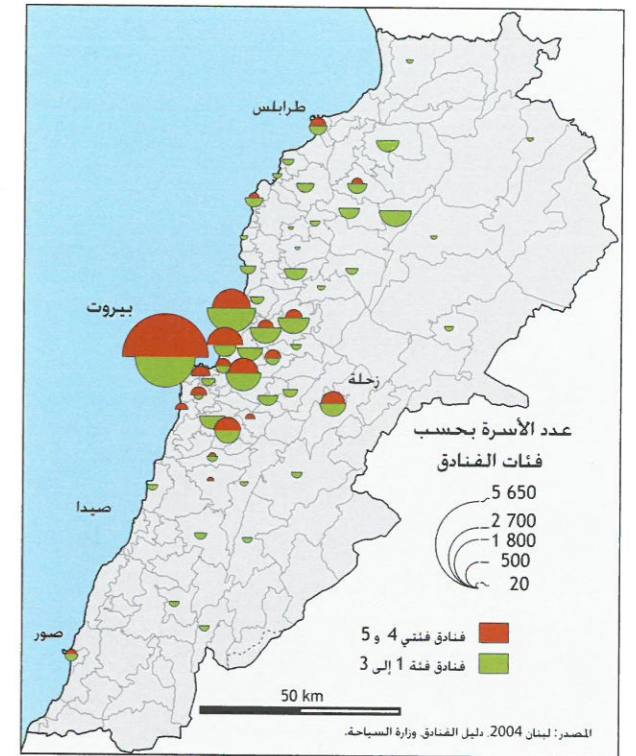 طرابلس
بيروت
زحلة
صيدا
صور
عدد الأسرة بحسب
فئات الفنادق
5 650
2 700
1 800
500
20
فنادق فئتي 4 و 5
فنادق فئة 1 إلى 3
50 km
المصدر: لبنان 2004. دليل الفنادق. وزارة السياحة.